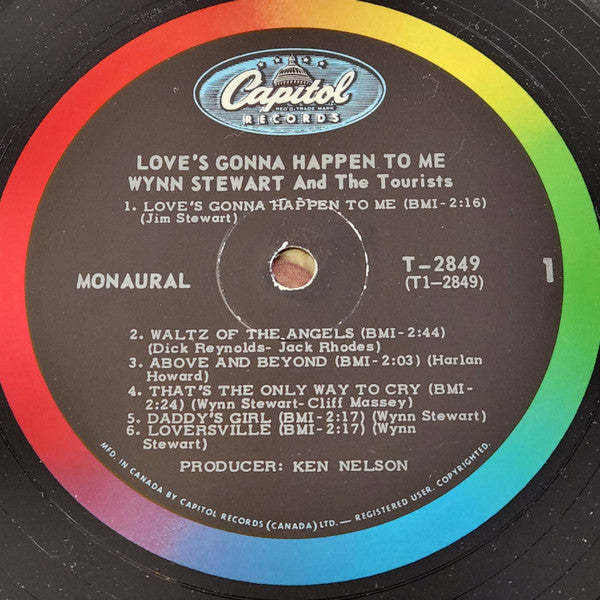 Capitol
REG'D. TRADE MARK
RECORDS
LOVE'S GONNA HAPPEN TO ME
WYNN STEWART And The Tourists
1. LOVE'S GONNA HAPPEN TO ME (BMI-2:16)
(Jim Stewart)
MONAURAL
T-2849
(T1-2849)
1
2. WALTZ OF THE ANGELS (BMI-2:44)
(Dick Reynolds- Jack Rhodes)
3. ABOVE AND BEYOND (BMI-2:03) (Harlan
Howard)
4. THAT'S THE ONLY WAY TO CRY (BMI-
2:24) (Wynn Stewart-Cliff Massey)
5. DADDY'S GIRL (BMI-2:17) (Wynn Stewart)
6. LOVERSVILLE (BMI-2:17) (Wynn
Stewart)
PRODUCER: KEN NELSON
MFD. IN CANADA BY CAPITOL RECORDS (CANADA) LTD.— REGISTERED USER. COPYRIGHTED.